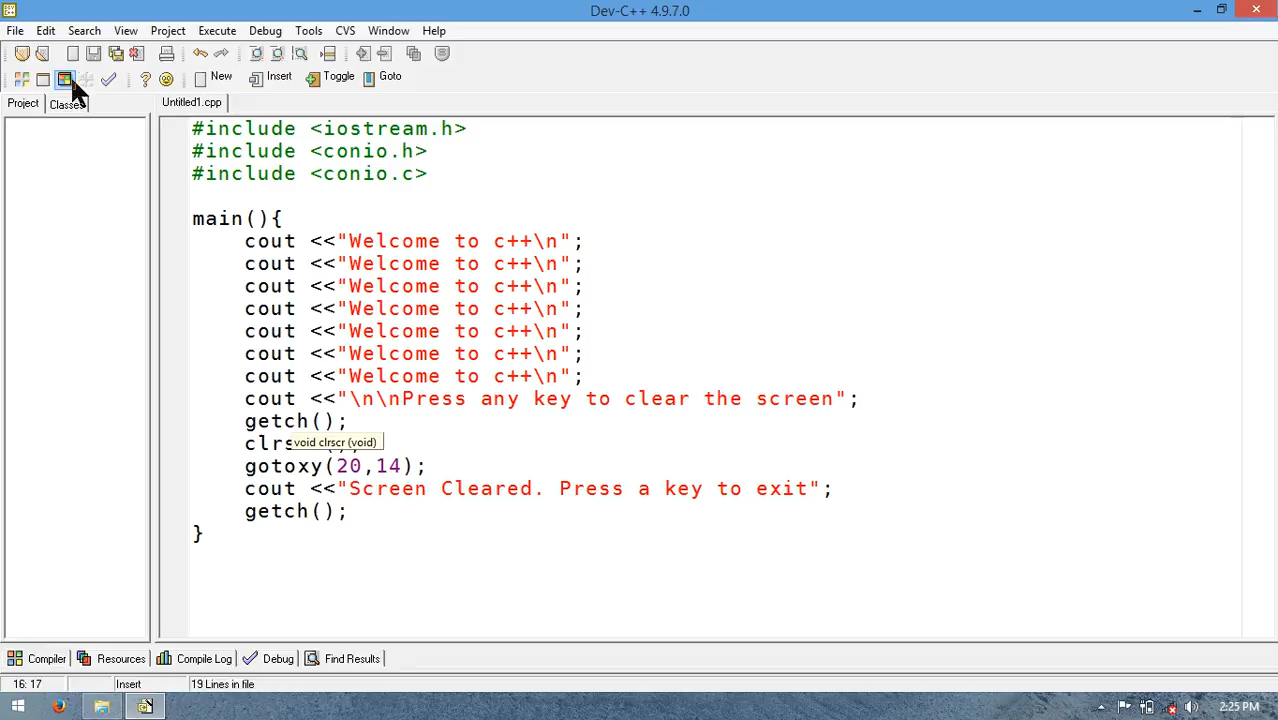 Dev-C++ 4.9.7.0
File Edit Search View Project Execute Debug Tools CVS Window Help
New Insert Toggle Goto
Project Classes Untitled1.cpp
#include <iostream.h>
#include <conio.h>
#include <conio.c>
main(){
cout <<"Welcome to c++\n";
cout <<"Welcome to c++\n";
cout <<"Welcome to c++\n";
cout <<"Welcome to c++\n";
cout <<"Welcome to c++\n";
cout <<"Welcome to c++\n";
cout <<"Welcome to c++\n";
cout <<"\n\nPress any key to clear the screen";
getch();
clrs
void clrscr (void)
gotoxy(20,14);
cout <<"Screen Cleared. Press a key to exit";
getch();
}
Compiler Resources Compile Log Debug Find Results
16: 17 Insert 19 Lines in file
2:25 PM